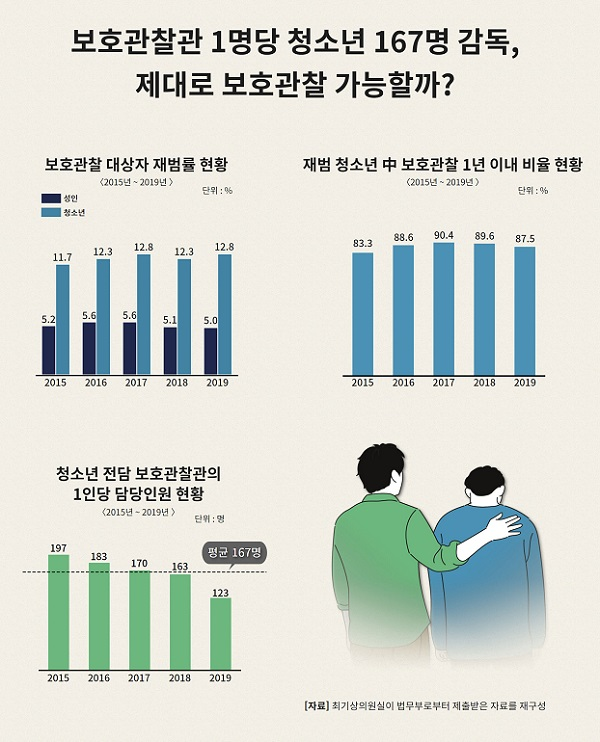 보호관찰관 1명당 청소년 167명 감독,
제대로 보호관찰 가능할까?
보호관찰 대상자 재범률 현황
〈2015년 ~ 2019년 〉
단위 : %
성인
청소년
5.2 11.7 5.6 12.3 5.6 12.8 5.1 12.3 5.0 12.8
2015 2016 2017 2018 2019
재범 청소년 中 보호관찰 1년 이내 비율 현황
〈2015년 ~ 2019년 〉
단위 : %
83.3 88.6 90.4 89.6 87.5
2015 2016 2017 2018 2019
청소년 전담 보호관찰관의
1인당 담당인원 현황
〈2015년 ~ 2019년 〉
단위 : 명
평균 167명
197 183 170 163 123
2015 2016 2017 2018 2019
[자료] 최기상의원실이 법무부로부터 제출받은 자료를 재구성